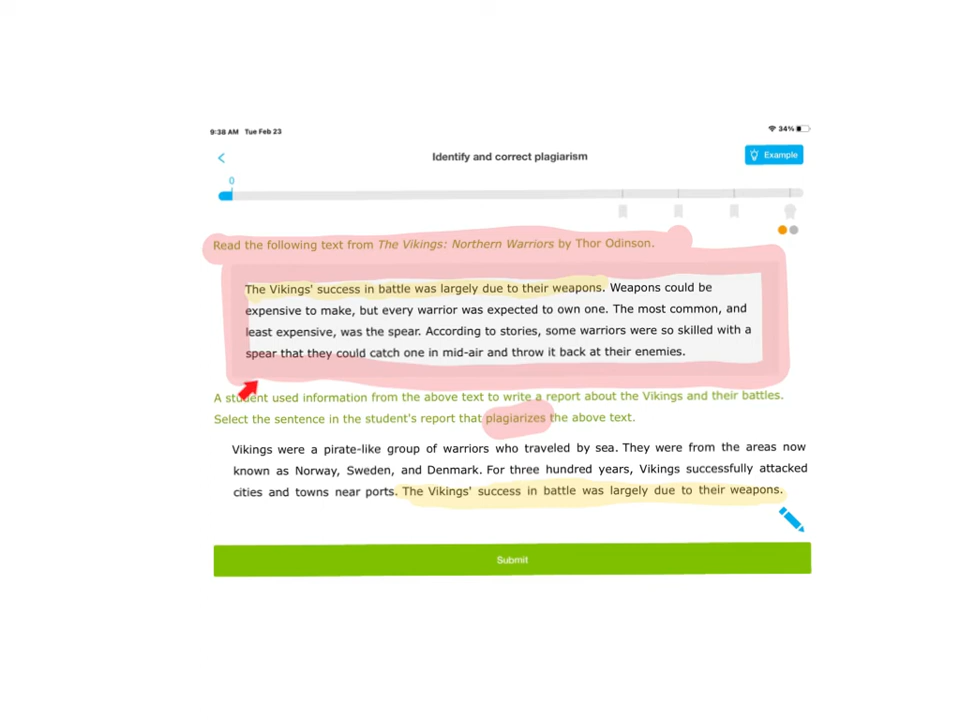 9:38 AM Tue Feb 23
34%
Identify and correct plagiarism
Example
0
Read the following text from The Vikings: Northern Warriors by Thor Odinson.
The Vikings' success in battle was largely due to their weapons. Weapons could be
expensive to make, but every warrior was expected to own one. The most common, and
least expensive, was the spear. According to stories, some warriors were so skilled with a
spear that they could catch one in mid-air and throw it back at their enemies.
A student used information from the above text to write a report about the Vikings and their battles.
Select the sentence in the student's report that plagiarizes the above text.
Vikings were a pirate-like group of warriors who traveled by sea. They were from the areas now
known as Norway, Sweden, and Denmark. For three hundred years, Vikings successfully attacked
cities and towns near ports. The Vikings' success in battle was largely due to their weapons.
Submit